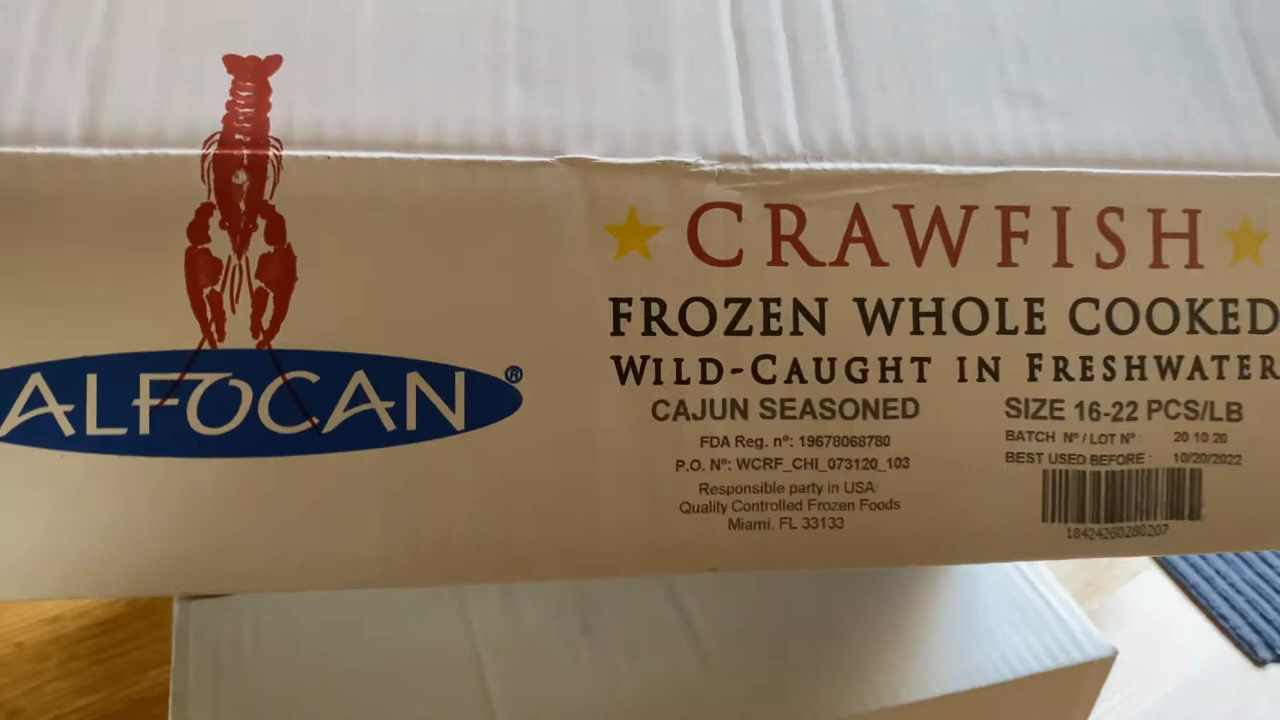 ALFOCAN®
CRAWFISH
FROZEN WHOLE COOKED
WILD-CAUGHT IN FRESHWATER
CAJUN SEASONED
SIZE 16-22 PCS/LB
FDA Reg. nº: 19678068780
BATCH Nº / LOT Nº : 20 10 20
P.O. Nº: WCRF_CHI_073120_103
BEST USED BEFORE : 10/20/2022
Responsible party in USA:
Quality Controlled Frozen Foods
Miami, FL 33133
18424260280207